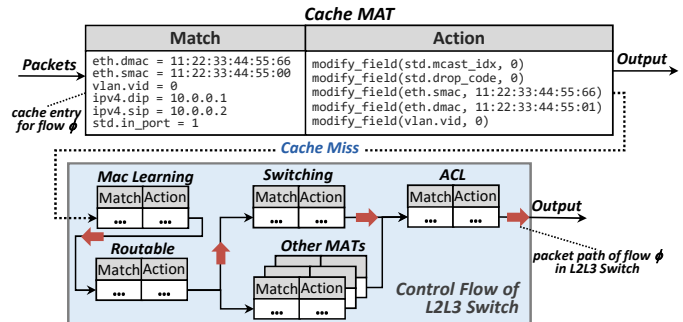 Cache MAT
Match Action
Packets
Output
eth.dmac = 11:22:33:44:55:66
eth.smac = 11:22:33:44:55:00
vlan.vid = 0
ipv4.dip = 10.0.0.1
ipv4.sip = 10.0.0.2
std.in_port = 1
modify_field(std.mcast_idx, 0)
modify_field(std.drop_code, 0)
modify_field(eth.smac, 11:22:33:44:55:66)
modify_field(eth.dmac, 11:22:33:44:55:01)
modify_field(vlan.vid, 0)
cache entry
for flow ϕ
Cache Miss
Mac Learning
Match Action
... ...
Switching
Match Action
... ...
ACL
Match Action
... ...
Output
Routable
Match Action
... ...
Other MATs
Match Action
... ...
packet path of flow ϕ
in L2L3 Switch
Control Flow of
L2L3 Switch